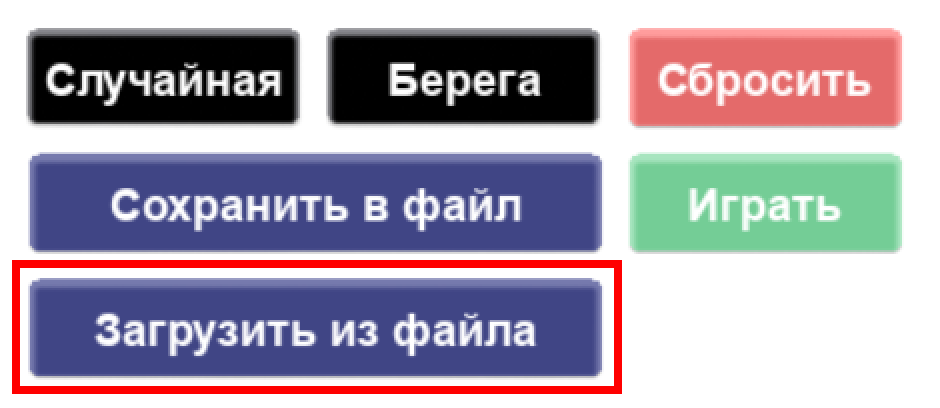 Случайная Берега Сбросить
Сохранить в файл Играть
Загрузить из файла